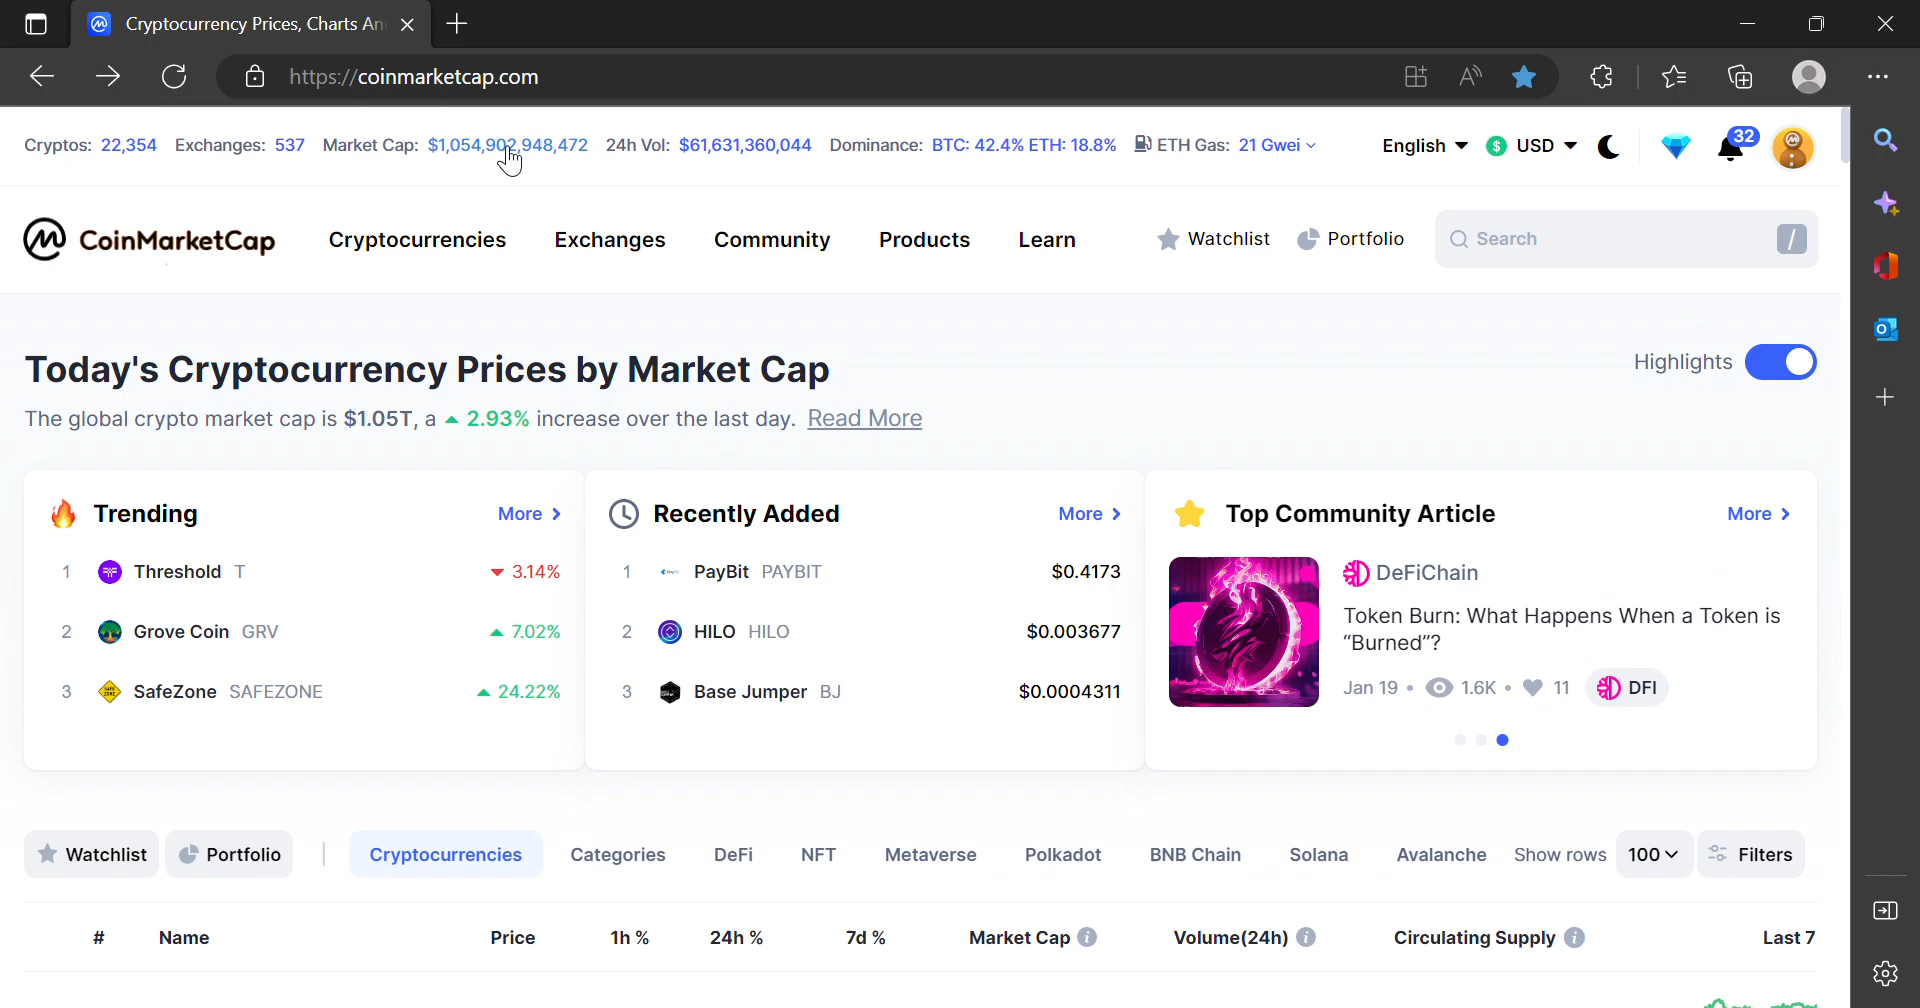 Cryptocurrency Prices, Charts An
https://coinmarketcap.com
Cryptos: 22,354 Exchanges: 537 Market Cap: $1,054,902,948,472 24h Vol: $61,631,360,044 Dominance: BTC: 42.4% ETH: 18.8% ETH Gas: 21 Gwei English $ USD 32
CoinMarketCap Cryptocurrencies Exchanges Community Products Learn Watchlist Portfolio Search /
Today's Cryptocurrency Prices by Market Cap Highlights
The global crypto market cap is $1.05T, a 2.93% increase over the last day. Read More
Trending More
1 Threshold T 3.14%
2 Grove Coin GRV 7.02%
3 SafeZone SAFEZONE 24.22%
Recently Added More
1 PayBit PAYBIT $0.4173
2 HILO HILO $0.003677
3 Base Jumper BJ $0.0004311
Top Community Article More
DeFiChain
Token Burn: What Happens When a Token is
“Burned”?
Jan 19 • 1.6K • 11 DFI
Watchlist Portfolio Cryptocurrencies Categories DeFi NFT Metaverse Polkadot BNB Chain Solana Avalanche Show rows 100 Filters
# Name Price 1h % 24h % 7d % Market Cap Volume(24h) Circulating Supply Last 7